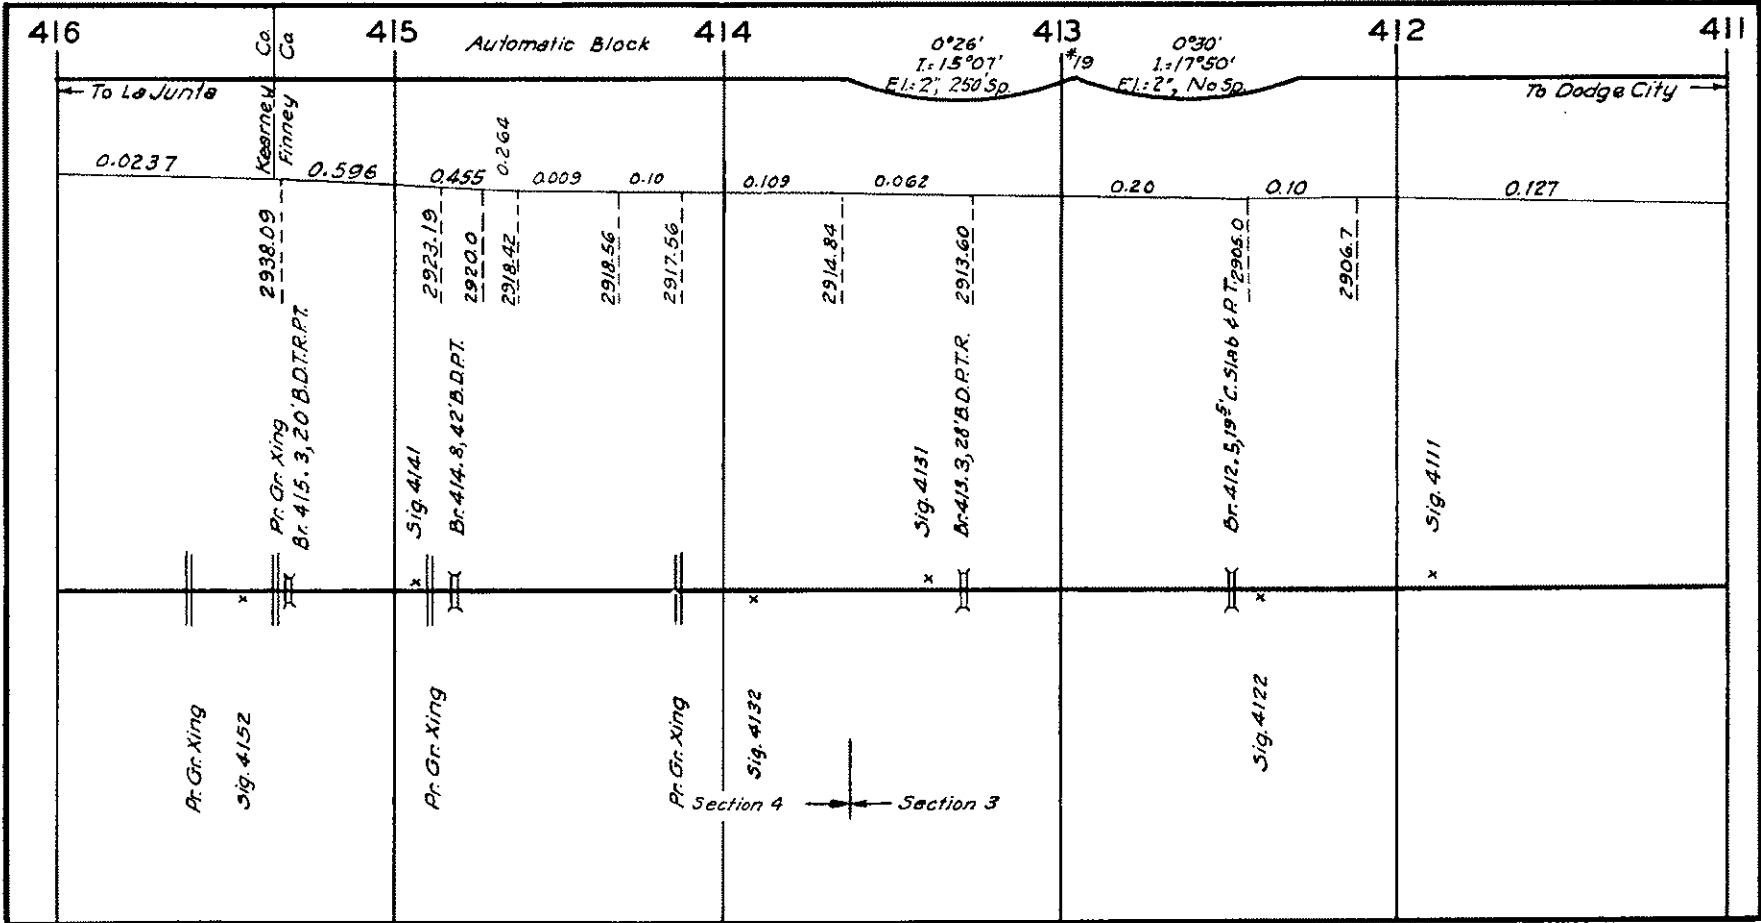 416 415 414 413 412 411
Kearney Co.
Finney Co
Automatic Block
0°26'
I.=15°07'
El.=2", 250'Sp.
#19
0°30'
I.=17°50'
El.=2", No Sp.
← To La Junta
To Dodge City →
0.0237 0.596 0.455 0.264 0.009 0.10 0.109 0.062 0.20 0.10 0.127
2938.09
2923.19
2920.0
2918.42
2918.56
2917.56
2914.84
2913.60
2905.0
2906.7
Pr. Gr. Xing
Br. 415.3, 20' B.D.T.R.P.T.
Sig. 4141
Br. 414.8, 42' B.D.P.T.
Sig. 4131
Br. 413.3, 28' B.D.P.T.R.
Br. 412.5, 19⁵' C. Slab & P.T.
Sig. 4111
Pr. Gr. Xing
Sig. 4152
Pr. Gr. Xing
Pr. Gr. Xing
Sig. 4132
Sig. 4122
Section 4 → ← Section 3